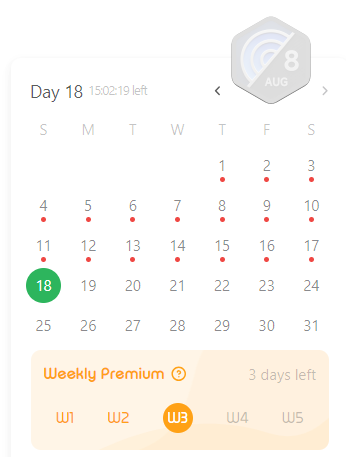 8
AUG
Day 18 15:02:19 left
S M T W T F S
1 2 3
4 5 6 7 8 9 10
11 12 13 14 15 16 17
18 19 20 21 22 23 24
25 26 27 28 29 30 31
Weekly Premium ? 3 days left
W1 W2 W3 W4 W5